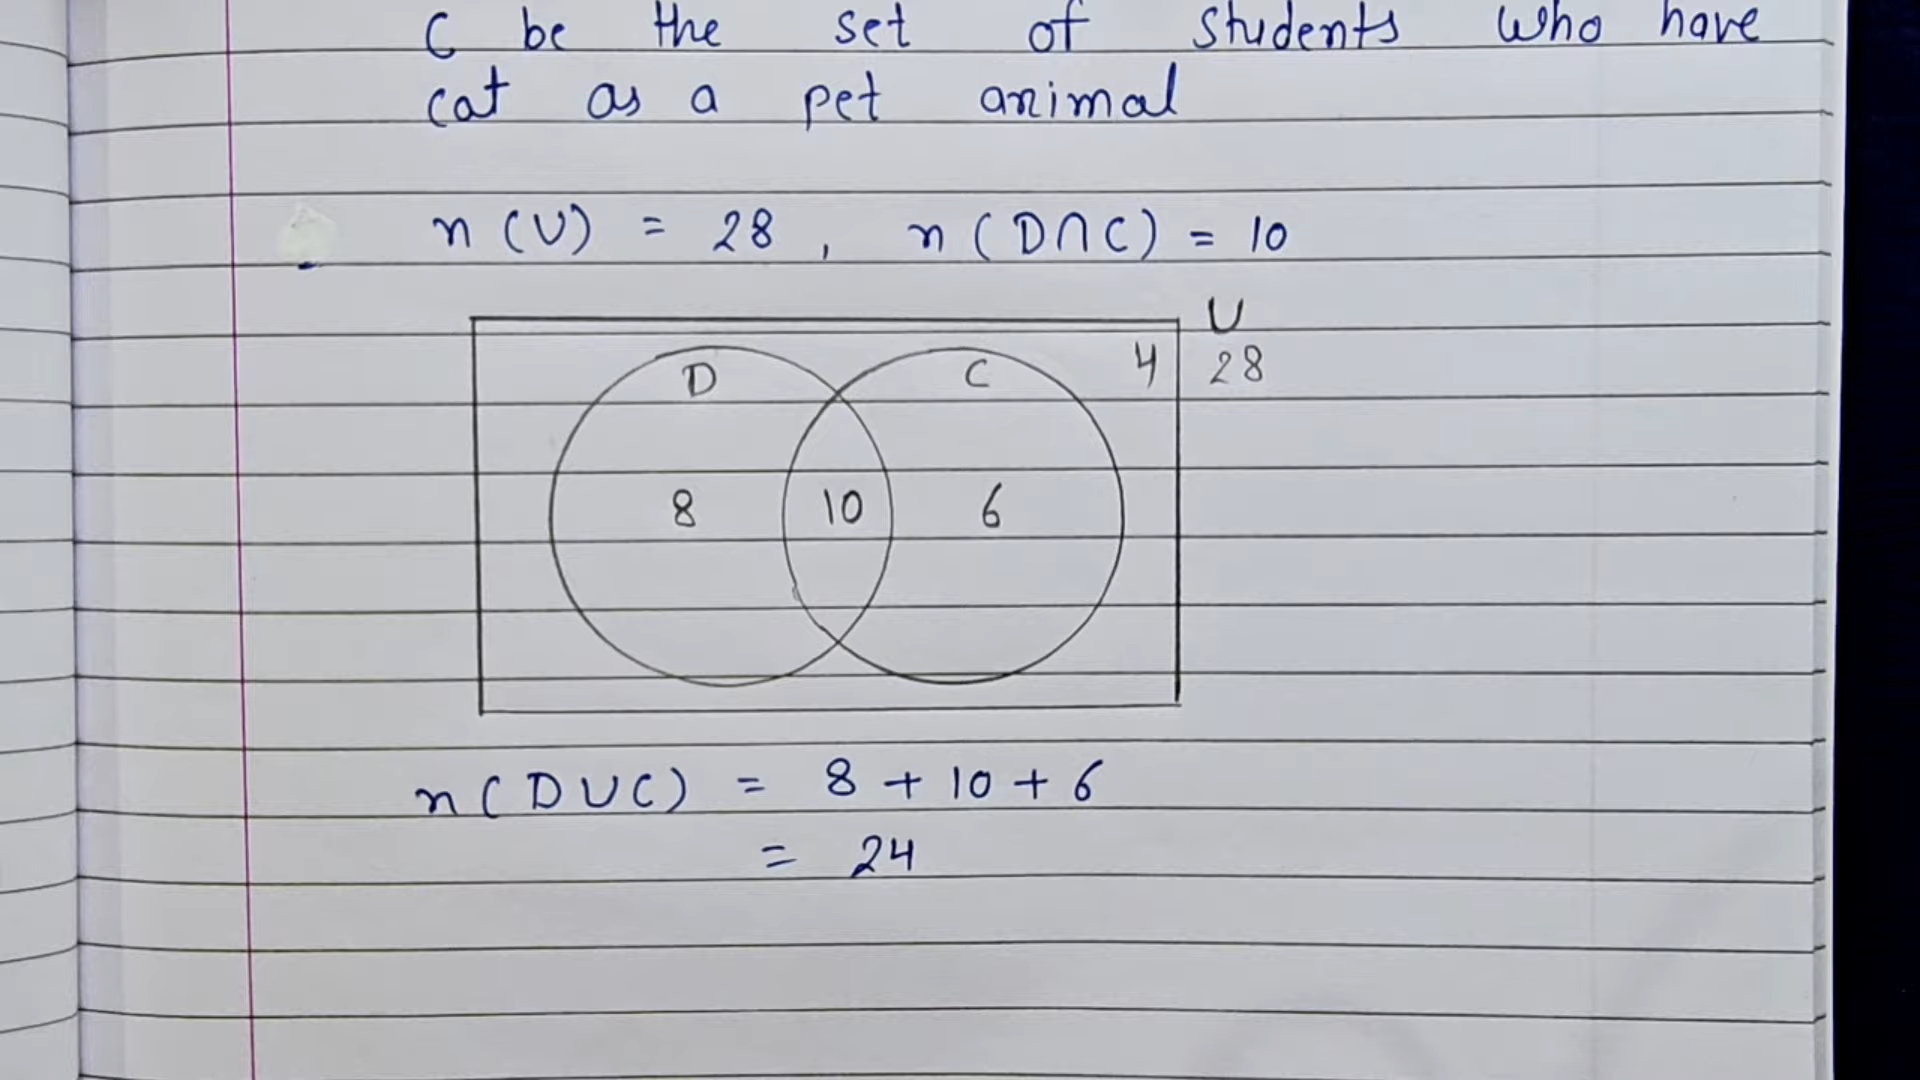 C be the set of students who have
cat as a pet animal
n (U) = 28 , n (D∩C) = 10
U
D C 4 28
8 10 6
n (D∪C) = 8 + 10 + 6
= 24